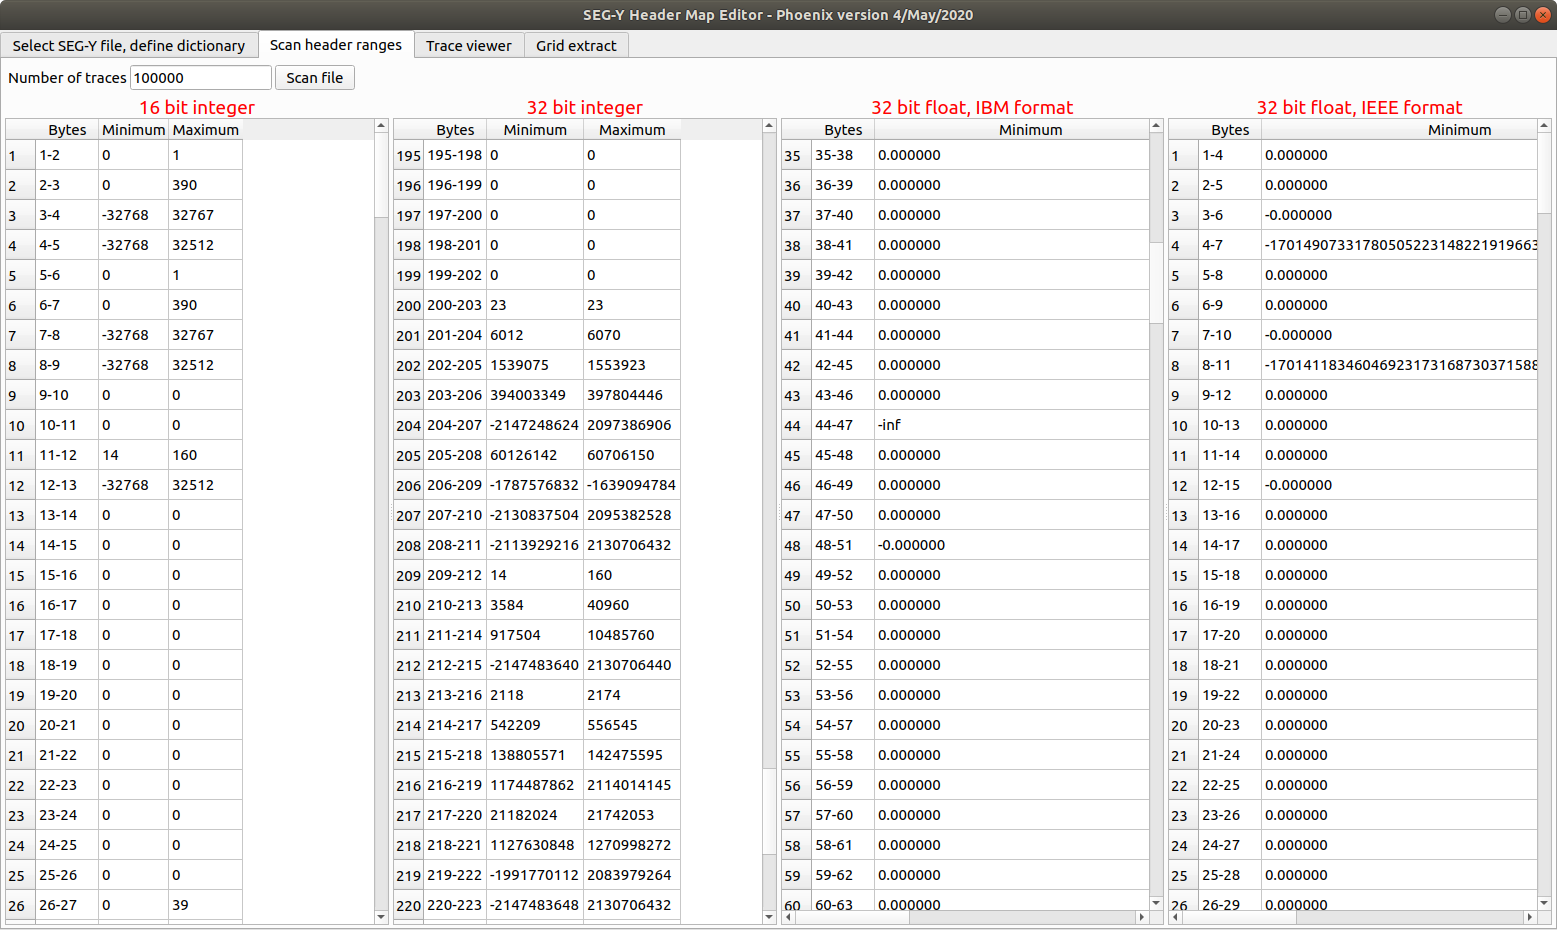 SEG-Y Header Map Editor - Phoenix version 4/May/2020
Select SEG-Y file, define dictionary Scan header ranges Trace viewer Grid extract
Number of traces 100000 Scan file
16 bit integer
Bytes Minimum Maximum
1 1-2 0 1
2 2-3 0 390
3 3-4 -32768 32767
4 4-5 -32768 32512
5 5-6 0 1
6 6-7 0 390
7 7-8 -32768 32767
8 8-9 -32768 32512
9 9-10 0 0
10 10-11 0 0
11 11-12 14 160
12 12-13 -32768 32512
13 13-14 0 0
14 14-15 0 0
15 15-16 0 0
16 16-17 0 0
17 17-18 0 0
18 18-19 0 0
19 19-20 0 0
20 20-21 0 0
21 21-22 0 0
22 22-23 0 0
23 23-24 0 0
24 24-25 0 0
25 25-26 0 0
26 26-27 0 39
32 bit integer
Bytes Minimum Maximum
195 195-198 0 0
196 196-199 0 0
197 197-200 0 0
198 198-201 0 0
199 199-202 0 0
200 200-203 23 23
201 201-204 6012 6070
202 202-205 1539075 1553923
203 203-206 394003349 397804446
204 204-207 -2147248624 2097386906
205 205-208 60126142 60706150
206 206-209 -1787576832 -1639094784
207 207-210 -2130837504 2095382528
208 208-211 -2113929216 2130706432
209 209-212 14 160
210 210-213 3584 40960
211 211-214 917504 10485760
212 212-215 -2147483640 2130706440
213 213-216 2118 2174
214 214-217 542209 556545
215 215-218 138805571 142475595
216 216-219 1174487862 2114014145
217 217-220 21182024 21742053
218 218-221 1127630848 1270998272
219 219-222 -1991770112 2083979264
220 220-223 -2147483648 2130706432
32 bit float, IBM format
Bytes Minimum
35 35-38 0.000000
36 36-39 0.000000
37 37-40 0.000000
38 38-41 0.000000
39 39-42 0.000000
40 40-43 0.000000
41 41-44 0.000000
42 42-45 0.000000
43 43-46 0.000000
44 44-47 -inf
45 45-48 0.000000
46 46-49 0.000000
47 47-50 0.000000
48 48-51 -0.000000
49 49-52 0.000000
50 50-53 0.000000
51 51-54 0.000000
52 52-55 0.000000
53 53-56 0.000000
54 54-57 0.000000
55 55-58 0.000000
56 56-59 0.000000
57 57-60 0.000000
58 58-61 0.000000
59 59-62 0.000000
60 60-63 0.000000
32 bit float, IEEE format
Bytes Minimum
1 1-4 0.000000
2 2-5 0.000000
3 3-6 -0.000000
4 4-7 -17014907331780505223148221919663
5 5-8 0.000000
6 6-9 0.000000
7 7-10 -0.000000
8 8-11 -17014118346046923173168730371588
9 9-12 0.000000
10 10-13 0.000000
11 11-14 0.000000
12 12-15 -0.000000
13 13-16 0.000000
14 14-17 0.000000
15 15-18 0.000000
16 16-19 0.000000
17 17-20 0.000000
18 18-21 0.000000
19 19-22 0.000000
20 20-23 0.000000
21 21-24 0.000000
22 22-25 0.000000
23 23-26 0.000000
24 24-27 0.000000
25 25-28 0.000000
26 26-29 0.000000